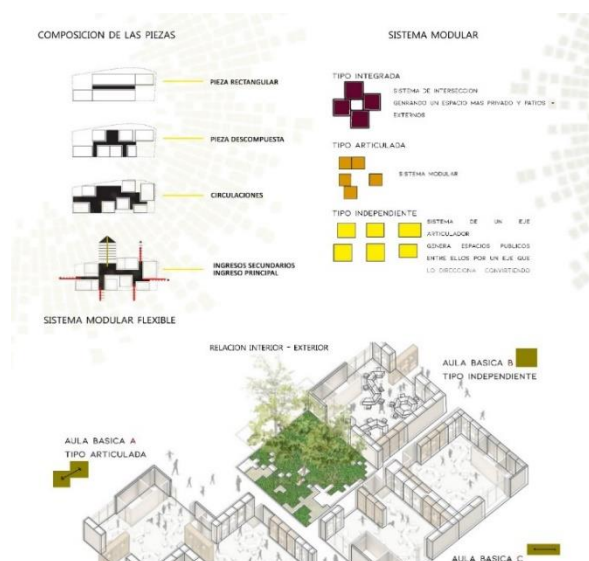 COMPOSICION DE LAS PIEZAS
PIEZA RECTANGULAR
PIEZA DESCOMPUESTA
CIRCULACIONES
INGRESOS SECUNDARIOS
INGRESO PRINCIPAL
SISTEMA MODULAR FLEXIBLE
SISTEMA MODULAR
TIPO INTEGRADA
SISTEMA DE INTERSECCION
GENRANDO UN ESPACIO MAS PRIVADO Y PATIOS
EXTERNOS
TIPO ARTICULADA
SISTEMA MODULAR
TIPO INDEPENDIENTE
SISTEMA DE UN EJE
ARTICULADOR
GENERA ESPACIOS PUBLICOS
ENTRE ELLOS POR UN EJE QUE
LO DIRECCIONA CONVIRTIENDO
RELACION INTERIOR - EXTERIOR
AULA BASICA B
TIPO INDEPENDIENTE
AULA BASICA A
TIPO ARTICULADA
AULA BASICA C